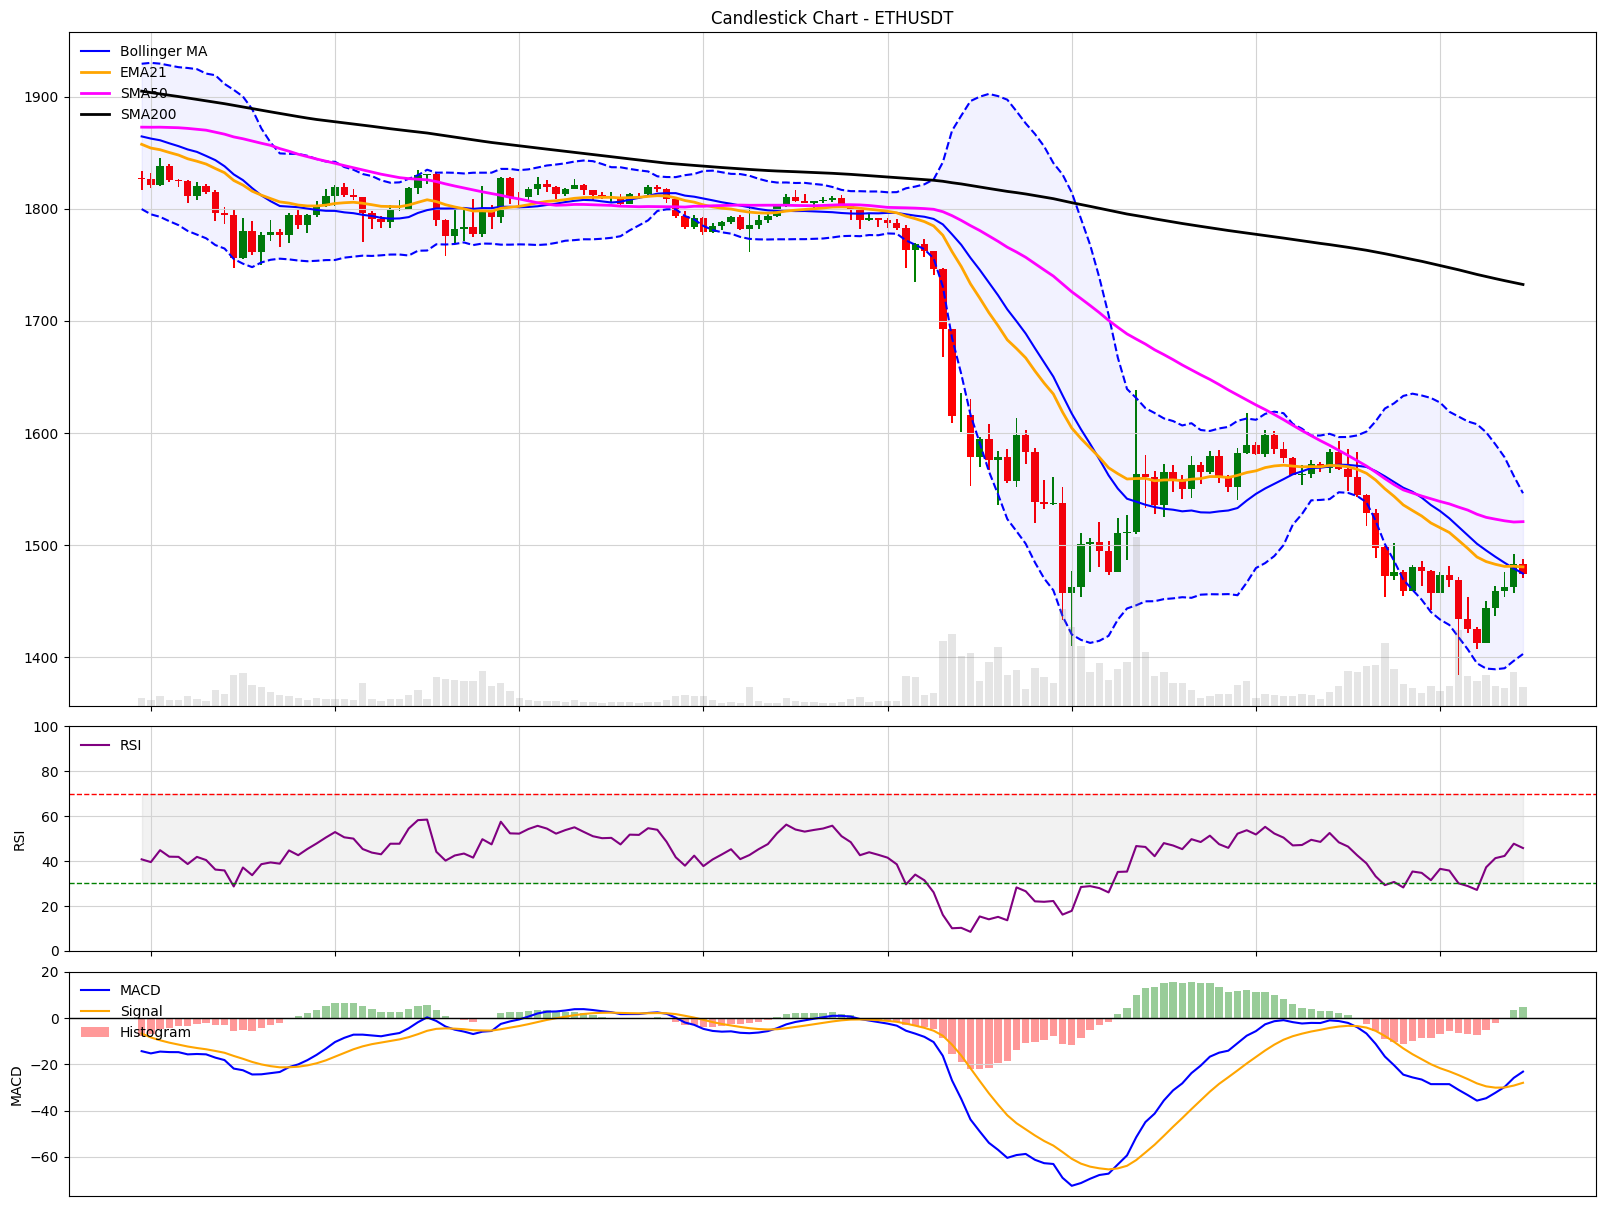 Candlestick Chart - ETHUSDT
Bollinger MA
EMA21
SMA50
SMA200
1900
1800
1700
1600
1500
1400
RSI
100
80
60
40
20
0
RSI
MACD
Signal
Histogram
20
0
−20
−40
−60
MACD